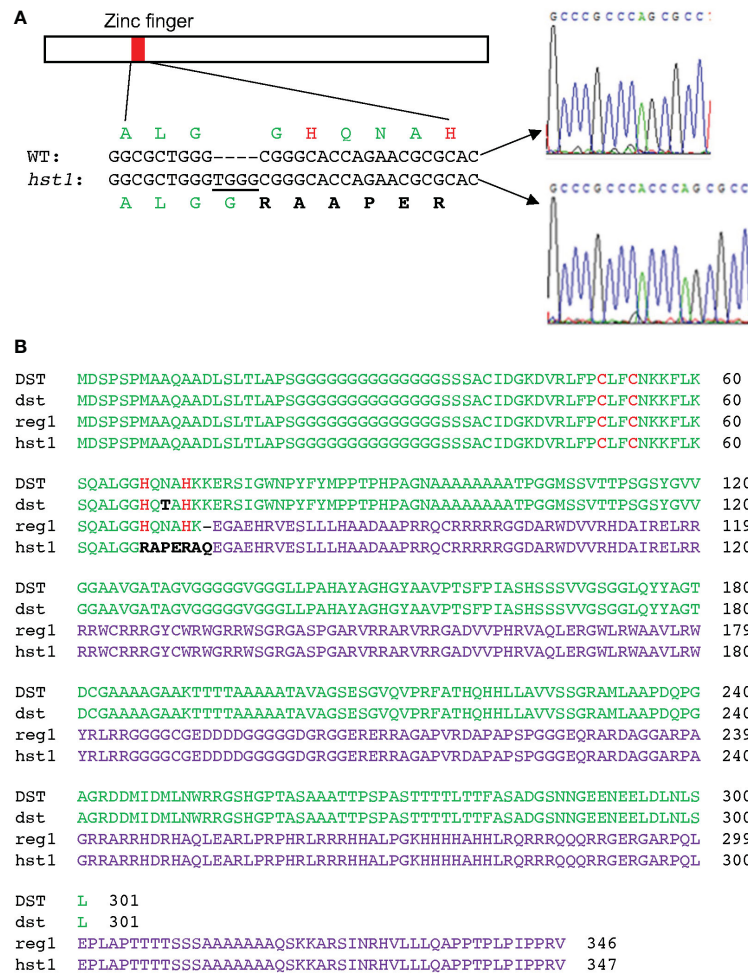 A
Zinc finger
A L G G H Q N A H
WT: GGCGCTGGG----CGGGCACCAGAACGCGCAC
hst1: GGCGCTGGGTGGGCGGGCACCAGAACGCGCAC
A L G G R A A P E R
G C C C G C C C A G C G C C
G C C C G C C C A C C C A G C G C C
B
DST MDSPSPMAAQAADLSLTLAPSGGGGGGGGGGGGGGSSSACIDGKDVRLFPCLFCNKKFLK 60
dst MDSPSPMAAQAADLSLTLAPSGGGGGGGGGGGGGGSSSACIDGKDVRLFPCLFCNKKFLK 60
reg1 MDSPSPMAAQAADLSLTLAPSGGGGGGGGGGGGGGSSSACIDGKDVRLFPCLFCNKKFLK 60
hst1 MDSPSPMAAQAADLSLTLAPSGGGGGGGGGGGGGGSSSACIDGKDVRLFPCLFCNKKFLK 60
DST SQALGGHQNAHKKERSIGWNPYFYMPPTPHPAGNAAAAAAAATPGGMSSVTTPSGSYGVV 120
dst SQALGGHQTAHKKERSIGWNPYFYMPPTPHPAGNAAAAAAAATPGGMSSVTTPSGSYGVV 120
reg1 SQALGGHQNAHK-EGAEHRVESLLLHAADAAPRRQCRRRRRGGDARWDVVRHDAIRELRR 119
hst1 SQALGGRAPERAQEGAEHRVESLLLHAADAAPRRQCRRRRRGGDARWDVVRHDAIRELRR 120
DST GGAAVGATAGVGGGGGVGGGLLPAHAYAGHGYAAVPTSFPIASHSSSVVGSGGLQYYAGT 180
dst GGAAVGATAGVGGGGGVGGGLLPAHAYAGHGYAAVPTSFPIASHSSSVVGSGGLQYYAGT 180
reg1 RRWCRRRGYCWRWGRRWSGRGASPGARVRRARVRRGADVVPHRVAQLERGWLRWAAVLRW 179
hst1 RRWCRRRGYCWRWGRRWSGRGASPGARVRRARVRRGADVVPHRVAQLERGWLRWAAVLRW 180
DST DCGAAAAGAAKTTTTAAAAATAVAGSESGVQVPRFATHQHHLLAVVSSGRAMLAAPDQPG 240
dst DCGAAAAGAAKTTTTAAAAATAVAGSESGVQVPRFATHQHHLLAVVSSGRAMLAAPDQPG 240
reg1 YRLRRGGGGCGEDDDDGGGGGDGRGGERERRAGAPVRDAPAPSPGGGEQRARDAGGARPA 239
hst1 YRLRRGGGGCGEDDDDGGGGGDGRGGERERRAGAPVRDAPAPSPGGGEQRARDAGGARPA 240
DST AGRDDMIDMLNWRRGSHGPTASAAATTPSPASTTTTLTTFASADGSNNGEENEELDLNLS 300
dst AGRDDMIDMLNWRRGSHGPTASAAATTPSPASTTTTLTTFASADGSNNGEENEELDLNLS 300
reg1 GRRARRHDRHAQLEARLPRPHRLRRRHHALPGKHHHHAHHLRQRRRQQQRRGERGARPQL 299
hst1 GRRARRHDRHAQLEARLPRPHRLRRRHHALPGKHHHHAHHLRQRRRQQQRRGERGARPQL 300
DST L 301
dst L 301
reg1 EPLAPTTTTSSSAAAAAAAQSKKARSINRHVLLLQAPPTPLPIPPRV 346
hst1 EPLAPTTTTSSSAAAAAAAQSKKARSINRHVLLLQAPPTPLPIPPRV 347